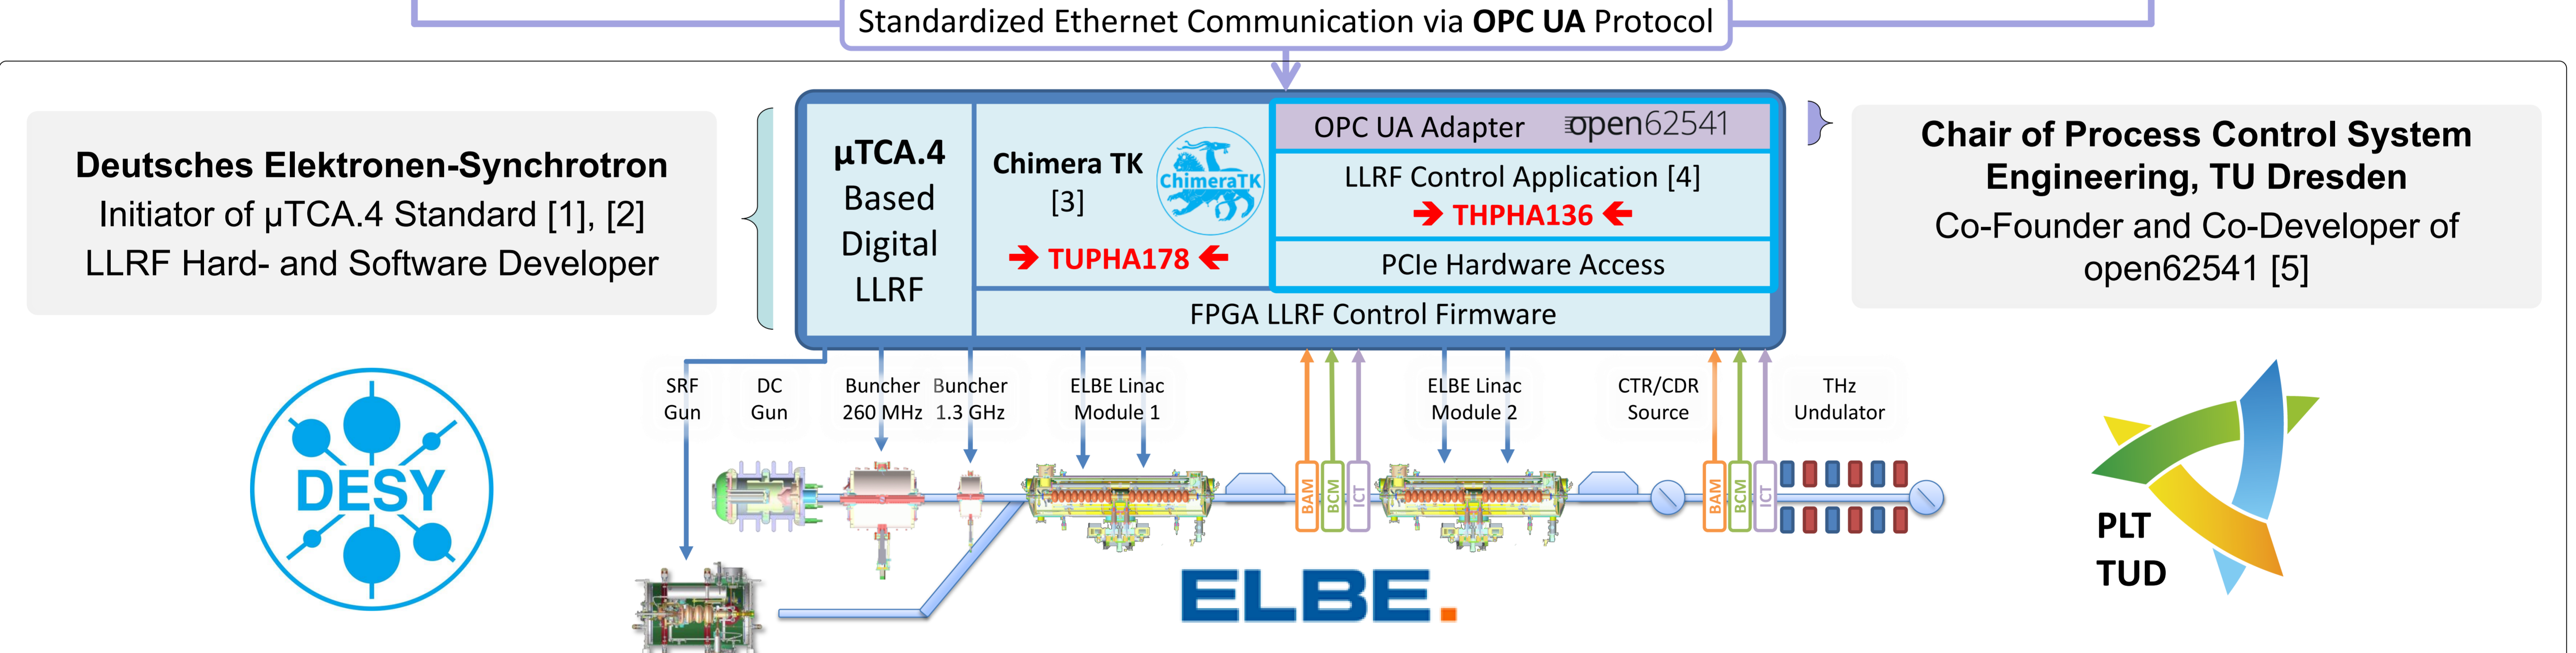 Standardized Ethernet Communication via OPC UA Protocol
Deutsches Elektronen-Synchrotron
Initiator of µTCA.4 Standard [1], [2]
LLRF Hard- and Software Developer
µTCA.4
Based
Digital
LLRF
Chimera TK
[3]
ChimeraTK
➔ TUPHA178 🡸
OPC UA Adapter
open62541
LLRF Control Application [4]
➔ THPHA136 🡸
PCIe Hardware Access
FPGA LLRF Control Firmware
Chair of Process Control System
Engineering, TU Dresden
Co-Founder and Co-Developer of
open62541 [5]
SRF
Gun
DC
Gun
Buncher
260 MHz
Buncher
1.3 GHz
ELBE Linac
Module 1
ELBE Linac
Module 2
CTR/CDR
Source
THz
Undulator
BAM
BCM
ICT
BAM
BCM
ICT
DESY
ELBE.
PLT
TUD